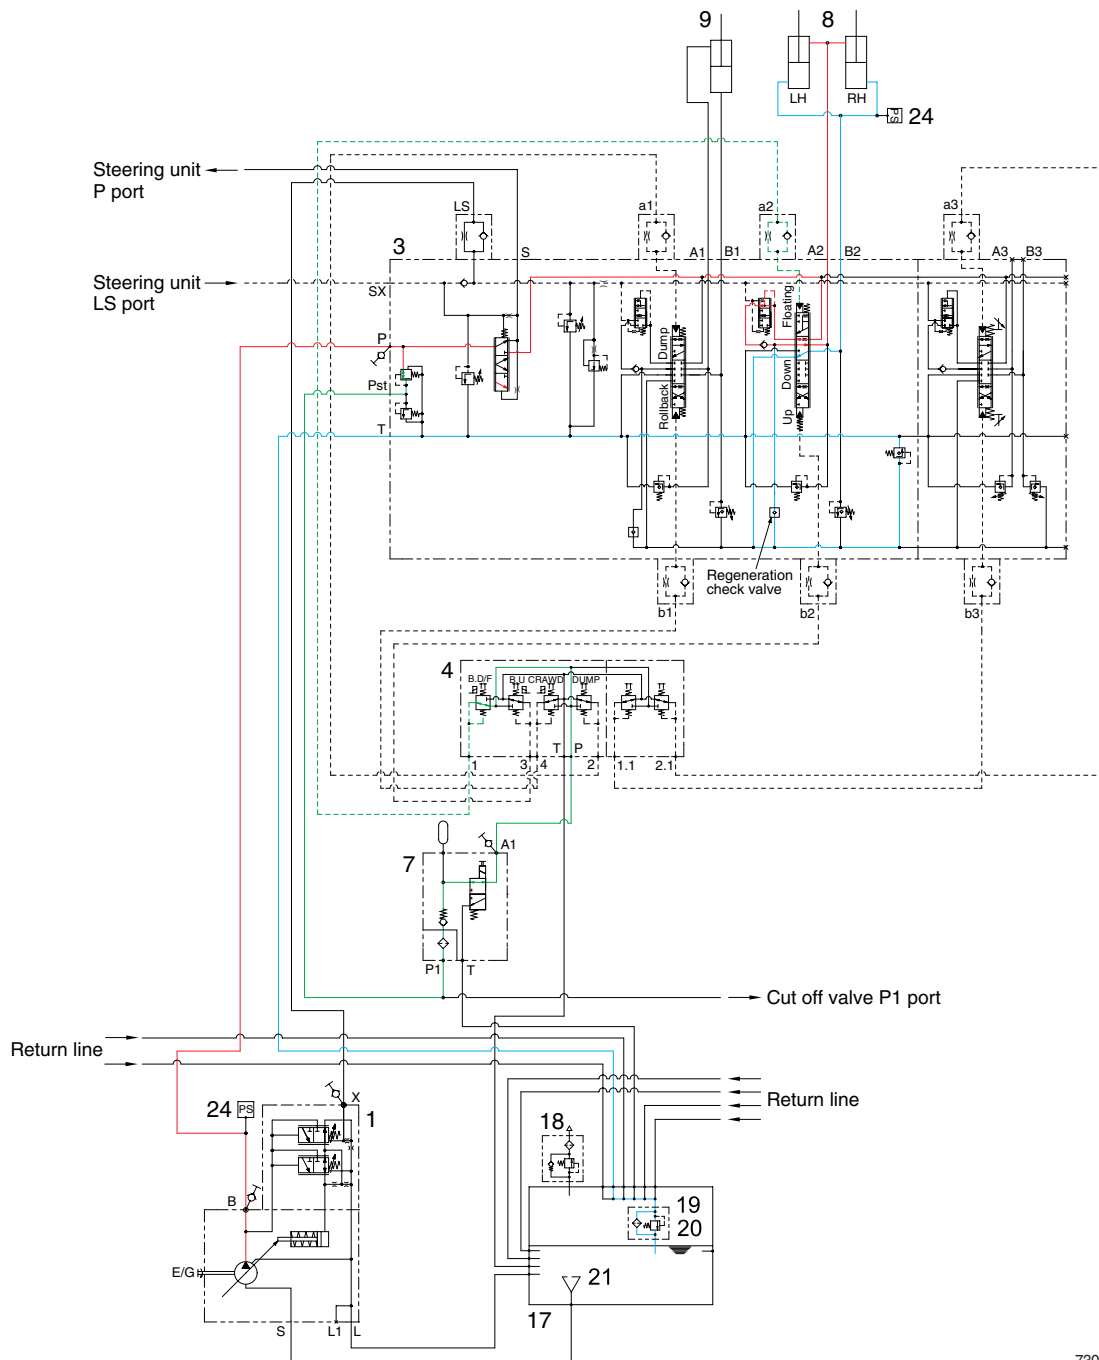 9
8
LH
RH
PS
24
Steering unit
P port
LS
a1
a2
a3
3
S
A1
B1
A2
B2
A3
B3
Steering unit
LS port
SX
P
Pst
T
Rollback
Dump
Up
Down
Floating
Regeneration
check valve
b1
b2
b3
4
B.D/F
B.U
CRAWD
DUMP
T
P
1
3
4
2
1.1
2.1
7
A1
P1
T
Cut off valve P1 port
Return line
24
PS
X
1
Return line
18
B
19
20
E/G
21
17
S
L1
L
730